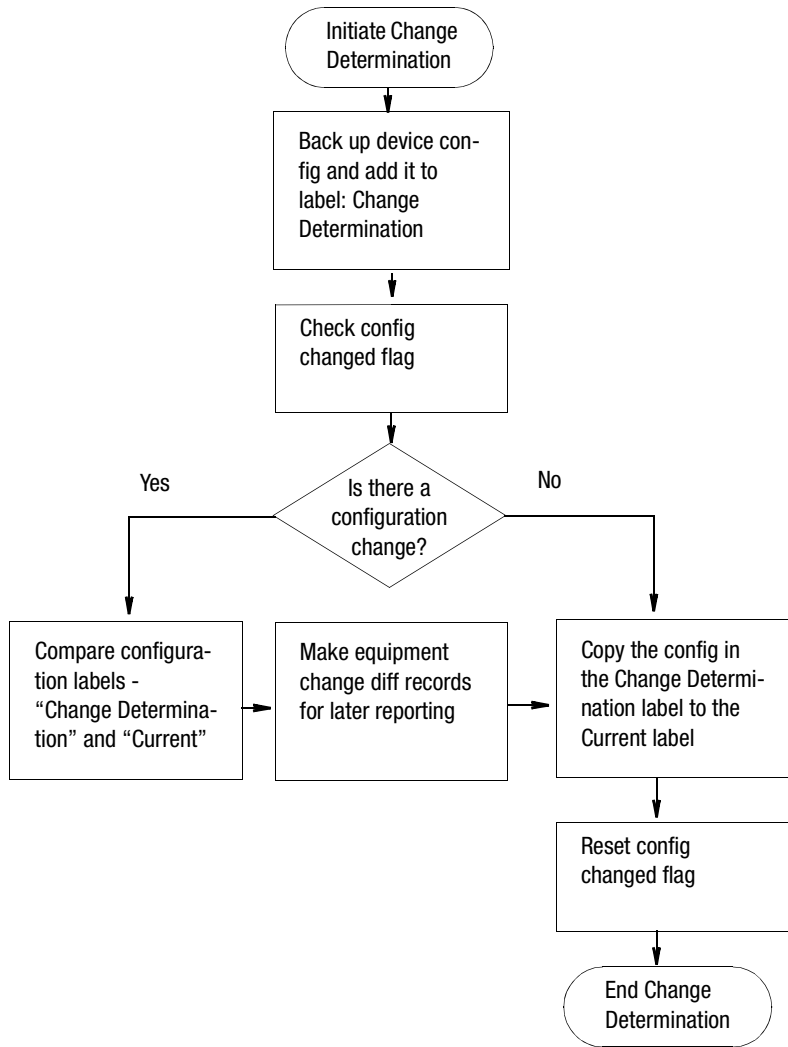 Initiate Change
Determination
Back up device con-
fig and add it to
label: Change
Determination
Check config
changed flag
Is there a
configuration
change?
Yes
No
Compare configura-
tion labels -
“Change Determina-
tion” and “Current”
Make equipment
change diff records
for later reporting
Copy the config in
the Change Determi-
nation label to the
Current label
Reset config
changed flag
End Change
Determination